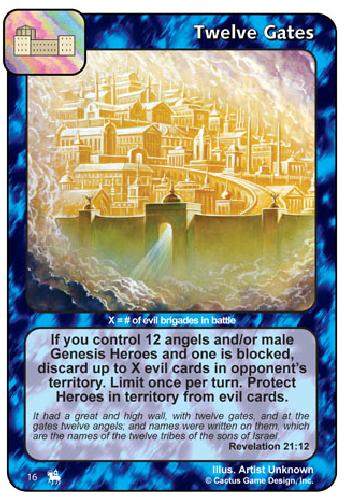 Twelve Gates
X = # of evil brigades in battle
If you control 12 angels and/or male
Genesis Heroes and one is blocked,
discard up to X evil cards in opponent's
territory. Limit once per turn. Protect
Heroes in territory from evil cards.
It had a great and high wall, with twelve gates, and at the
gates twelve angels; and names were written on them, which
are the names of the twelve tribes of the sons of Israel.
Revelation 21:12
Illus. Artist Unknown
16
© Cactus Game Design, Inc.